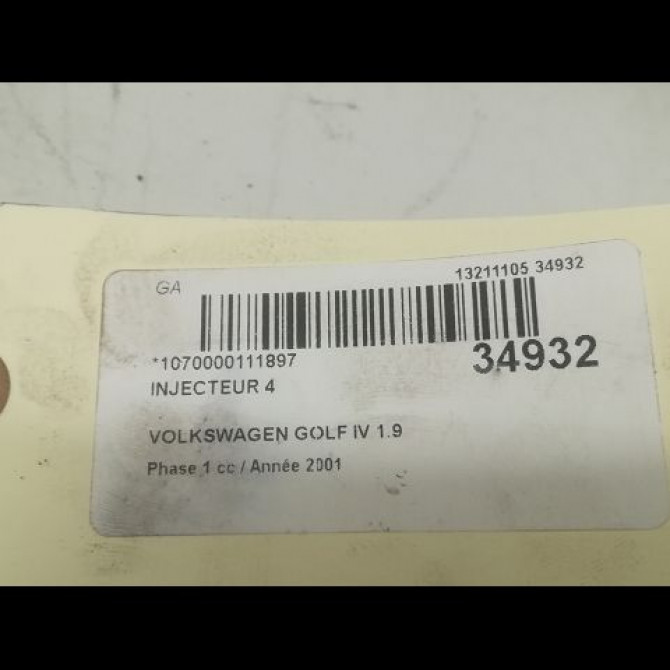 GA
13211105 34932
*1070000111897
34932
INJECTEUR 4
VOLKSWAGEN GOLF IV 1.9
Phase 1 cc / Année 2001